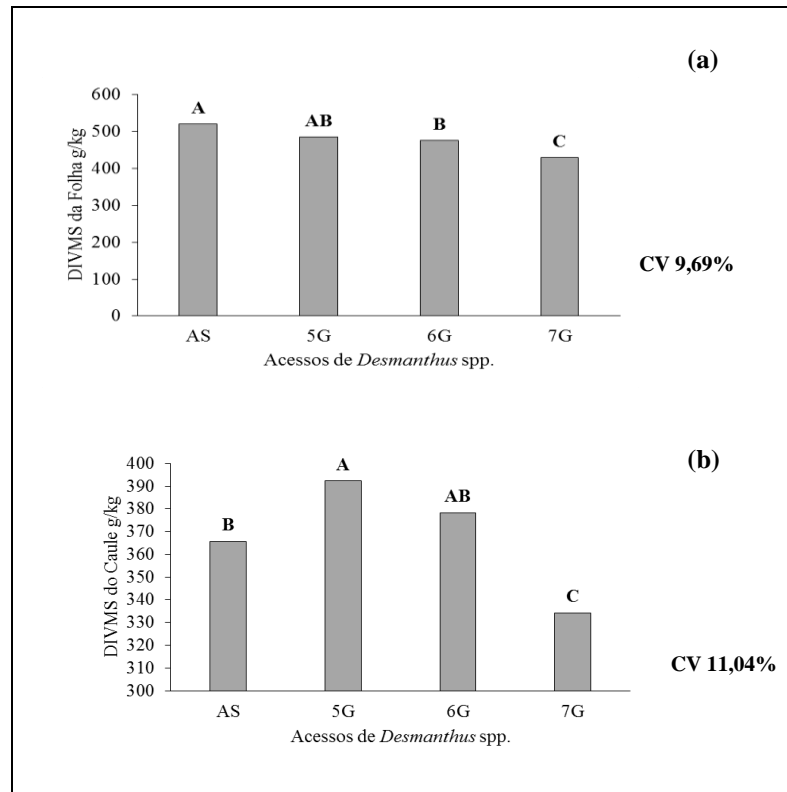 (a)
DIVMS da Folha g/kg
600
500
400
300
200
100
0
A
AB
B
C
CV 9,69%
AS
5G
6G
7G
Acessos de Desmanthus spp.
(b)
DIVMS do Caule g/kg
400
390
380
370
360
350
340
330
320
310
300
B
A
AB
C
CV 11,04%
AS
5G
6G
7G
Acessos de Desmanthus spp.